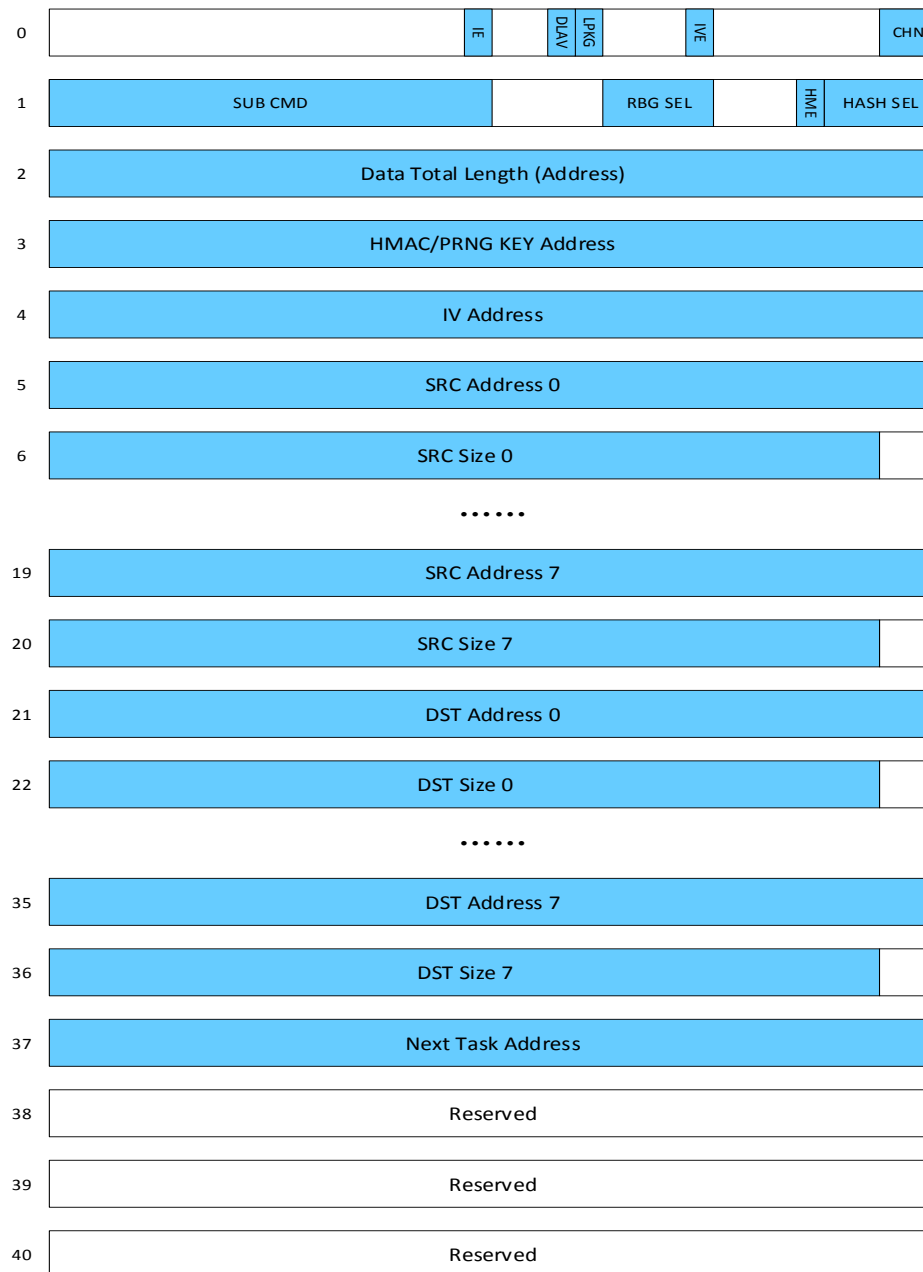 0 IE DLAV LPKG IVE CHN
1 SUB CMD RBG SEL HME HASH SEL
2 Data Total Length (Address)
3 HMAC/PRNG KEY Address
4 IV Address
5 SRC Address 0
6 SRC Size 0
......
19 SRC Address 7
20 SRC Size 7
21 DST Address 0
22 DST Size 0
......
35 DST Address 7
36 DST Size 7
37 Next Task Address
38 Reserved
39 Reserved
40 Reserved